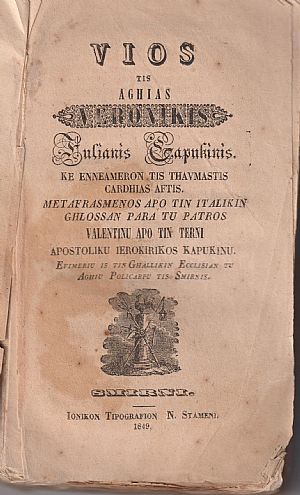 VIOS
TIS
AGHIAS
VERONIKIS
Iulianis Capukinis.
KE ENNEAMERON TIS THAVMASTIS
CARDHIAS AFTIS.
METAFRASMENOS APO TIN ITALIKIN
GHLOSSAN PARA TU PATROS
VALENTINU APO TIN TERNI
APOSTOLIKU IEROKIRIKOS KAPUKINU.
EFIMERIU IS TIN GHALLIKIN ECCLISIAN TU
AGHIU POLICARPU TIS SMIRNIS.
SMIRNI.
IONIKON TIPOGRAFION N. STAMENI.
1849.